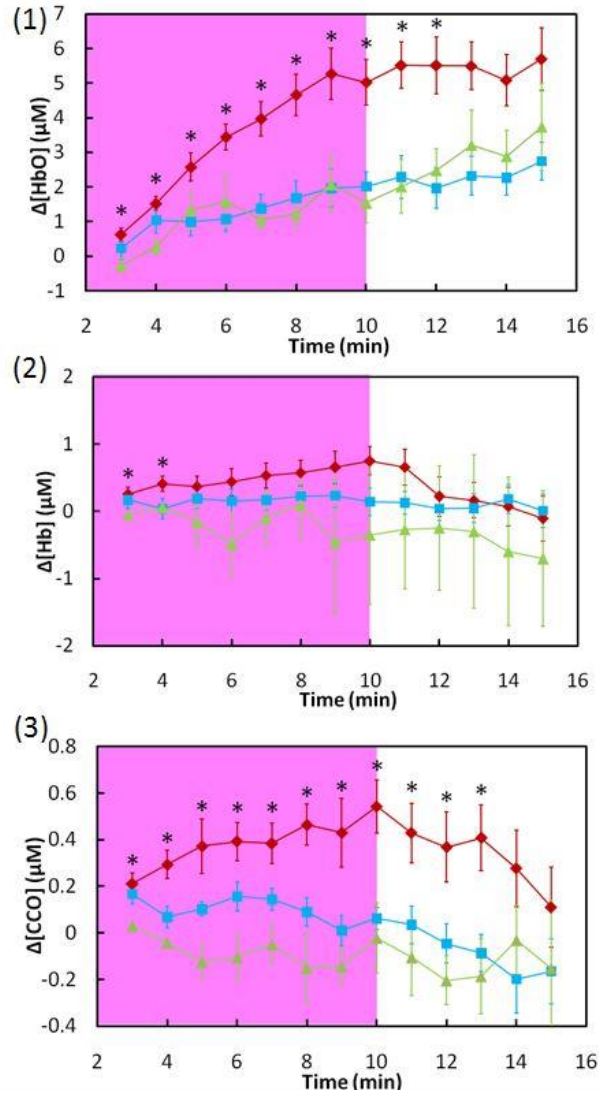 (1)
Δ[HbO] (μM)
7
6
5
4
3
2
1
0
-1
* * * * * * * * * *
2 4 6 8 10 12 14 16
Time (min)
(2)
Δ[Hb] (μM)
2
1
0
-1
-2
* *
2 4 6 8 10 12 14 16
Time (min)
(3)
Δ[CCO] (μM)
0.8
0.6
0.4
0.2
0
-0.2
-0.4
* * * * * * * * * * *
2 4 6 8 10 12 14 16
Time (min)